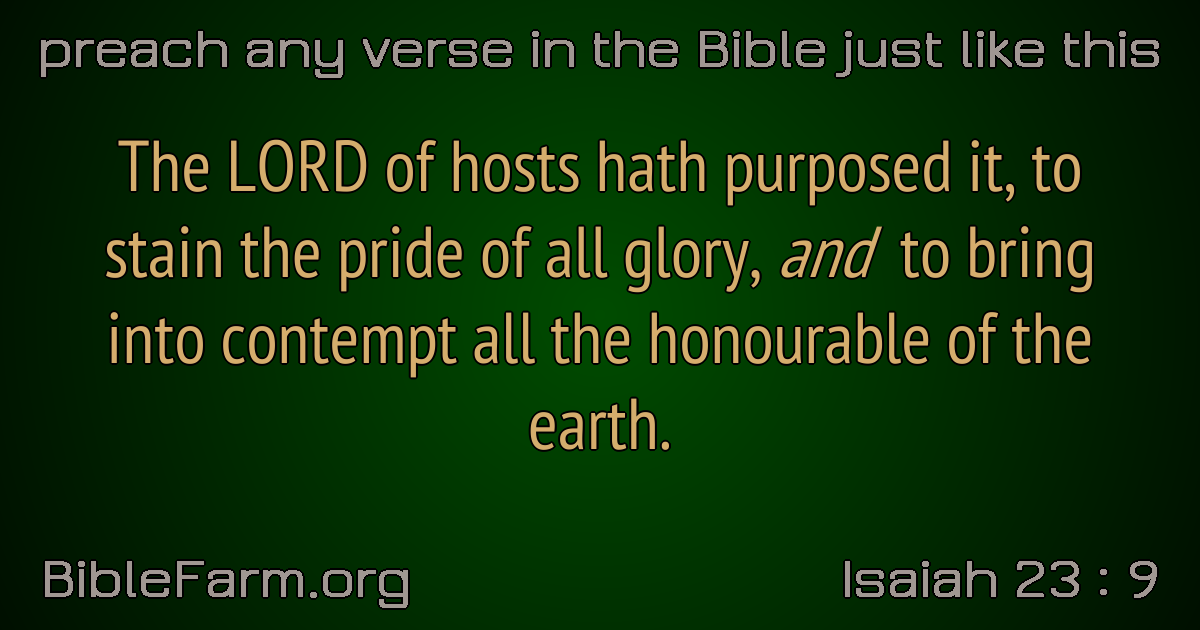 preach any verse in the Bible just like this
The LORD of hosts hath purposed it, to
stain the pride of all glory, and to bring
into contempt all the honourable of the
earth.
BibleFarm.org
Isaiah 23 : 9